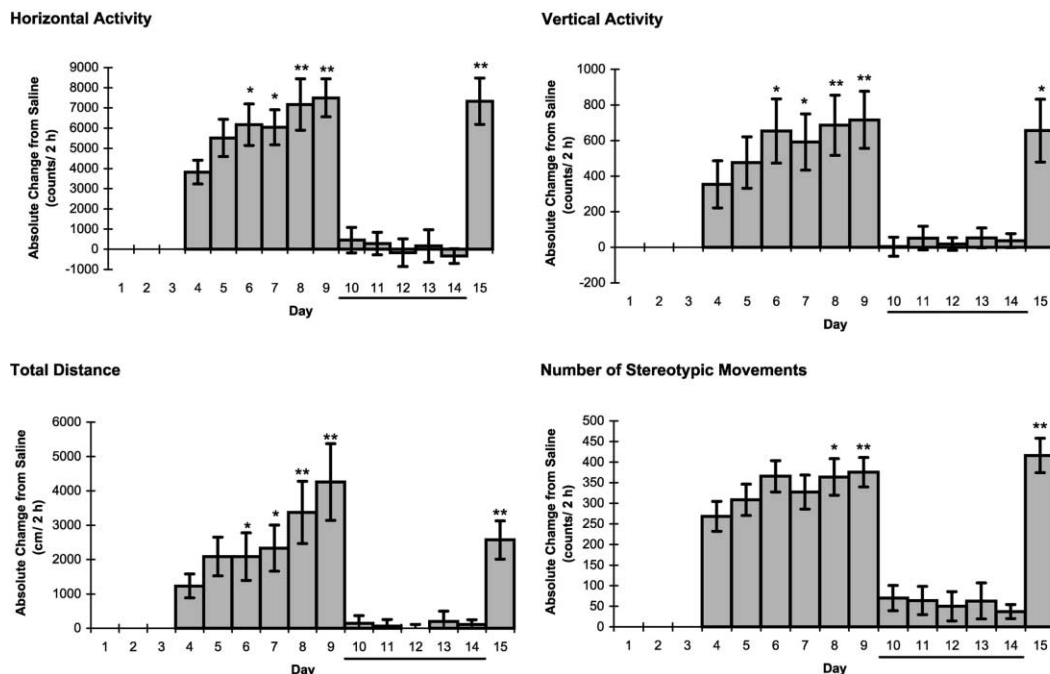 Horizontal Activity
Absolute Chamge from Saline
(counts/ 2 h)
9000
8000
7000
6000
5000
4000
3000
2000
1000
0
-1000
* * ** ** **
1 2 3 4 5 6 7 8 9 10 11 12 13 14 15
Day
Vertical Activity
Absolute Chamge from Saline
(counts/ 2 h)
1000
800
600
400
200
0
-200
* * ** ** *
1 2 3 4 5 6 7 8 9 10 11 12 13 14 15
Day
Total Distance
Absolute Chamge from Saline
(cm/ 2 h)
6000
5000
4000
3000
2000
1000
0
* * ** ** **
1 2 3 4 5 6 7 8 9 10 11 12 13 14 15
Day
Number of Stereotypic Movements
Absolute Chamge from Saline
(counts/ 2 h)
500
450
400
350
300
250
200
150
100
50
0
* ** **
1 2 3 4 5 6 7 8 9 10 11 12 13 14 15
Day